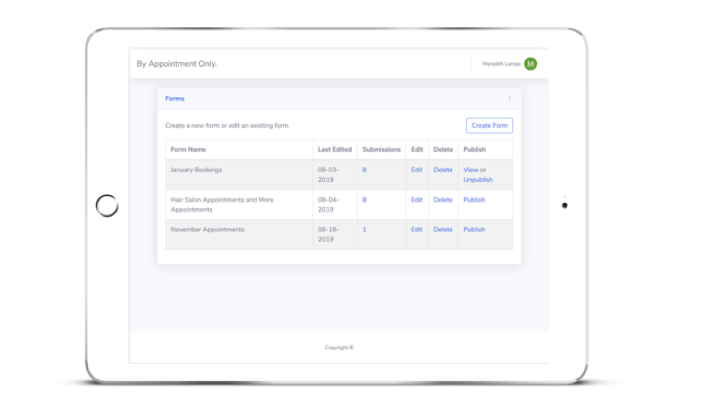 By Appointment Only.
Meredith Lampe M
Forms
Create a new form or edit an existing form.
Create Form
Form Name Last Edited Submissions Edit Delete Publish
January Bookings 08-03-2019 8 Edit Delete View or Unpublish
Hair Salon Appointments and More Appointments 08-04-2019 8 Edit Delete Publish
November Appointments 08-18-2019 1 Edit Delete Publish
Copyright ©